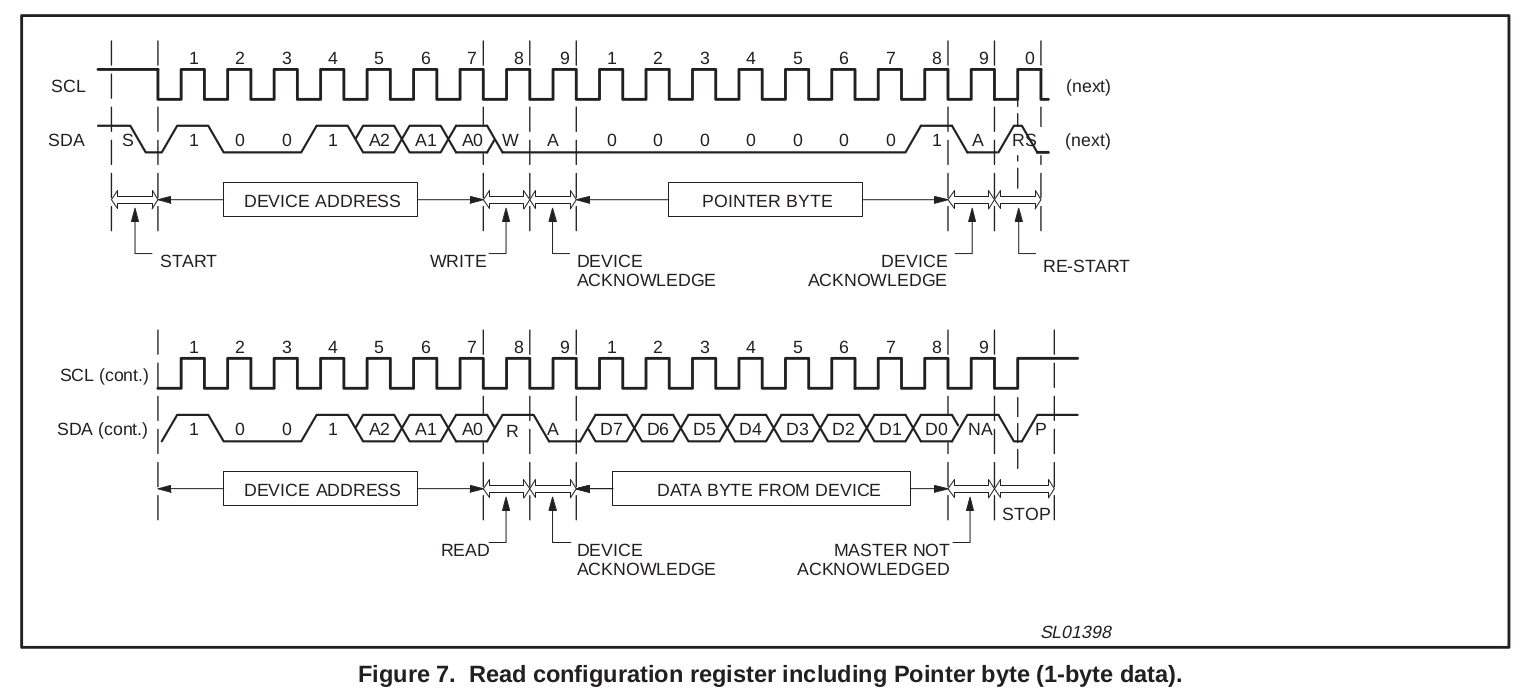 1 2 3 4 5 6 7 8 9 1 2 3 4 5 6 7 8 9 0
SCL (next)
SDA S 1 0 0 1 A2 A1 A0 W A 0 0 0 0 0 0 0 1 A RS (next)
DEVICE ADDRESS POINTER BYTE
START WRITE DEVICE DEVICE RE-START
ACKNOWLEDGE ACKNOWLEDGE
1 2 3 4 5 6 7 8 9 1 2 3 4 5 6 7 8 9
SCL (cont.)
SDA (cont.) 1 0 0 1 A2 A1 A0 R A D7 D6 D5 D4 D3 D2 D1 D0 NA P
DEVICE ADDRESS DATA BYTE FROM DEVICE
STOP
READ DEVICE MASTER NOT
ACKNOWLEDGE ACKNOWLEDGED
SL01398
Figure 7. Read configuration register including Pointer byte (1-byte data).